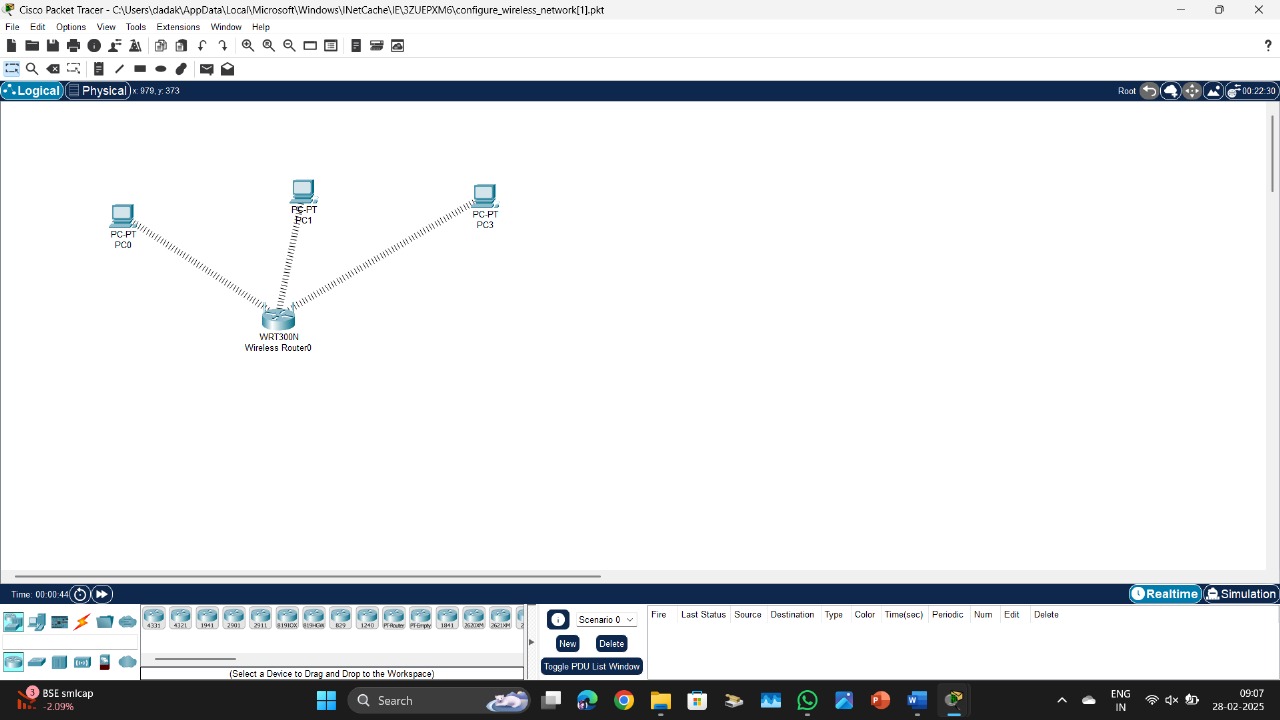 Cisco Packet Tracer - C:\Users\dadak\AppData\Local\Microsoft\Windows\INetCache\IE\3ZUEPXM6\configure_wireless_network[1].pkt
File Edit Options View Tools Extensions Window Help
?
Logical Physical x: 979, y: 373
Root 00:22:30
PC-PT
PC0
PC-PT
PC1
PC-PT
PC3
WRT300N
Wireless Router0
Time: 00:00:44
Realtime Simulation
4331 4321 1941 2901 2911 819IOX 819HGW 829 1240 PT-Router PT-Empty 1841 2620XM 2621XM 2
(Select a Device to Drag and Drop to the Workspace)
Scenario 0
New Delete
Toggle PDU List Window
Fire Last Status Source Destination Type Color Time(sec) Periodic Num Edit Delete
3
BSE smlcap
-2.09%
Search
ENG
IN
09:07
28-02-2025